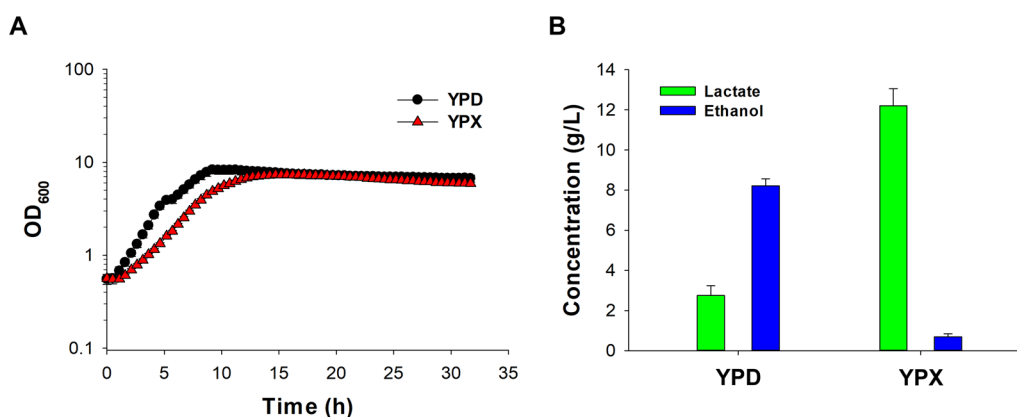 A
100
10
1
0.1
OD600
0
5
10
15
20
25
30
35
Time (h)
YPD
YPX
B
14
12
10
8
6
4
2
0
Concentration (g/L)
Lactate
Ethanol
YPD
YPX